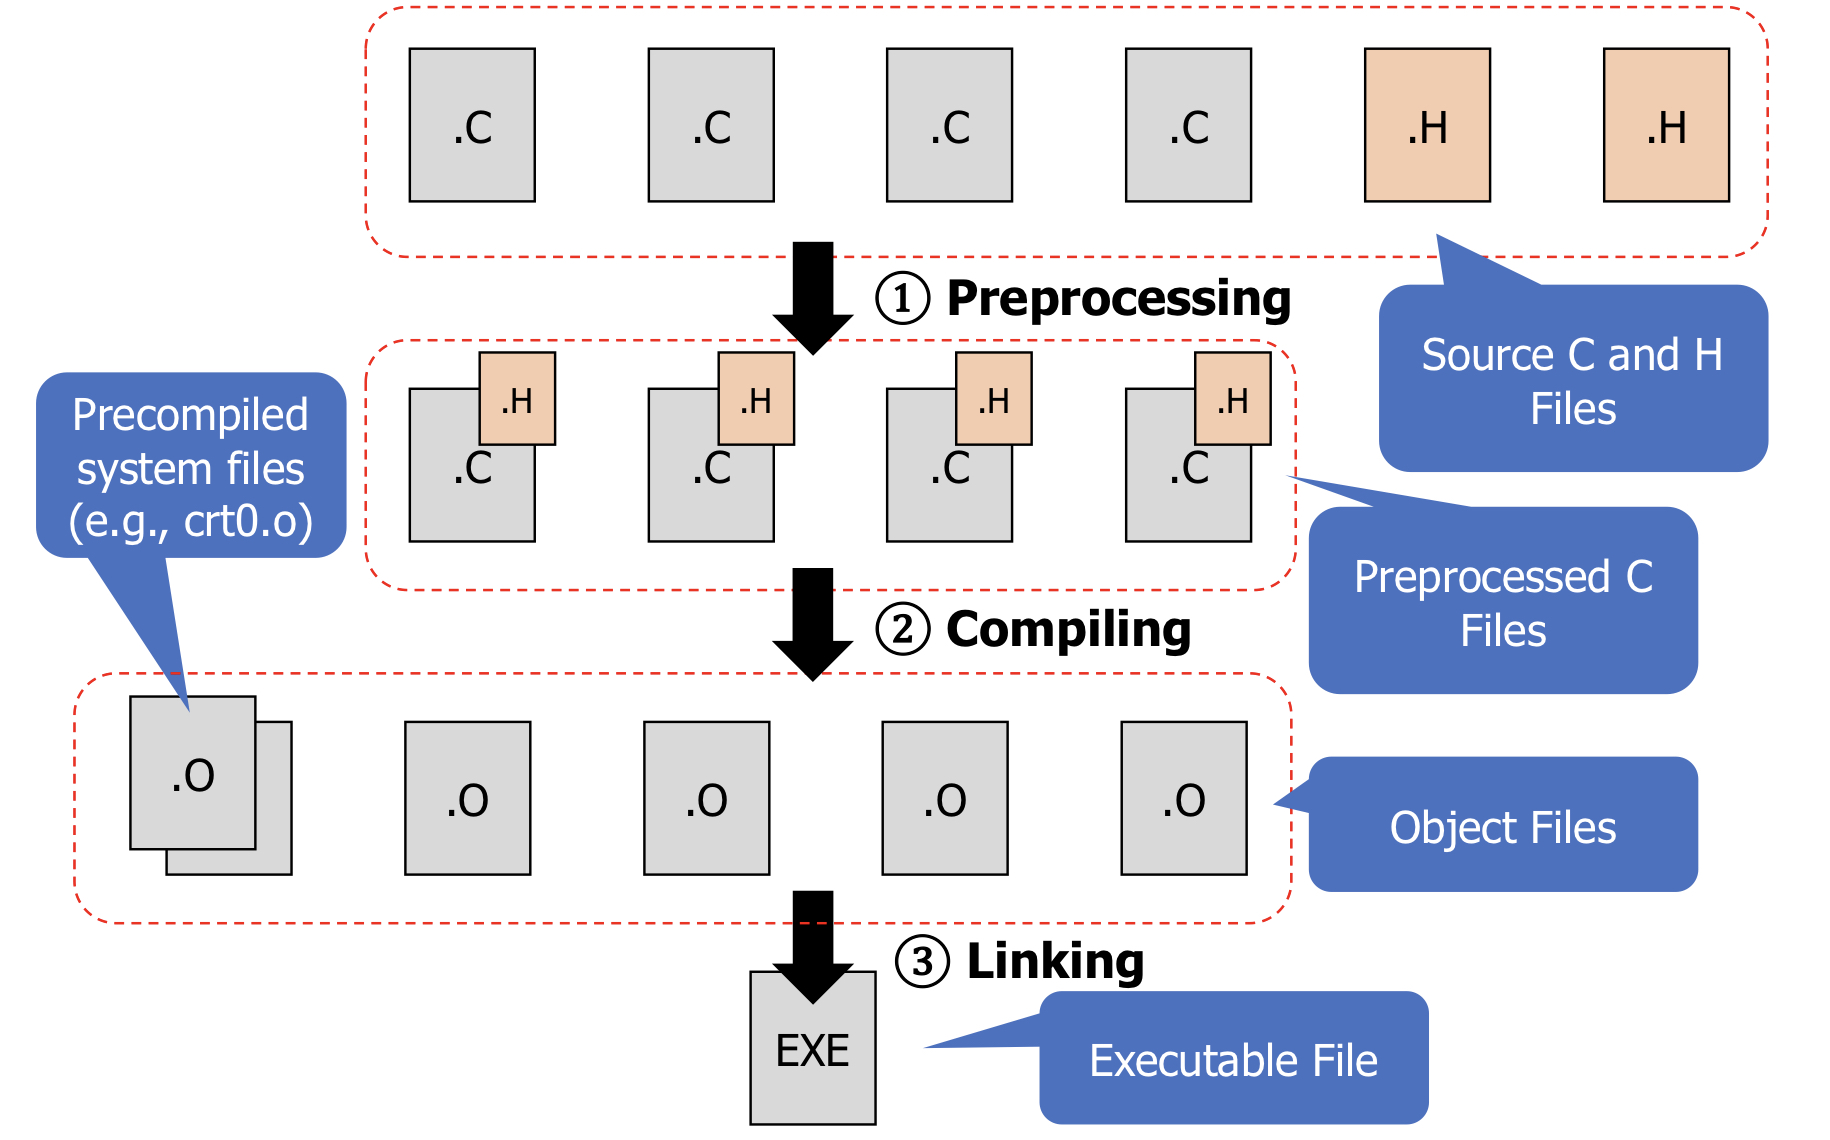 .C
.C
.C
.C
.H
.H
① Preprocessing
Source C and H
Files
.H
.H
.H
.H
.C
.C
.C
.C
Precompiled
system files
(e.g., crt0.o)
Preprocessed C
Files
② Compiling
.O
.O
.O
.O
.O
Object Files
③ Linking
EXE
Executable File